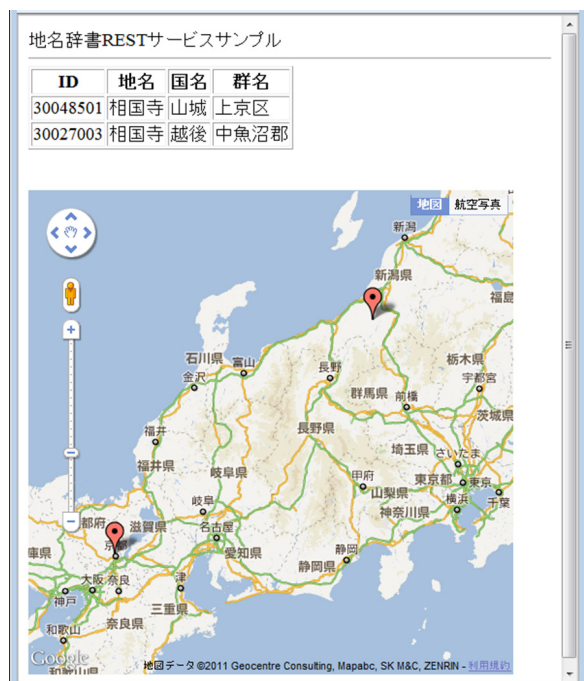 地名辞書RESTサービスサンプル
ID 地名 国名 群名
30048501 相国寺 山城 上京区
30027003 相国寺 越後 中魚沼郡
地図 航空写真
新潟
新潟県
福島
石川県 富山
金沢
長野
栃木県
宇都宮
群馬県 前橋
茨城県
長野県
福井
福井県
岐阜県
埼玉県 さいたま
甲府
山梨県
東京都 東京
岐阜
神奈川県 横浜 千葉
都府 滋賀県
名古屋
京都
愛知県
静岡
静岡県
庫県
大阪 奈良
津
神戸
三重県
奈良県
和歌山
和歌山県
Google
地図データ ©2011 Geocentre Consulting, Mapabc, SK M&C, ZENRIN - 利用規約